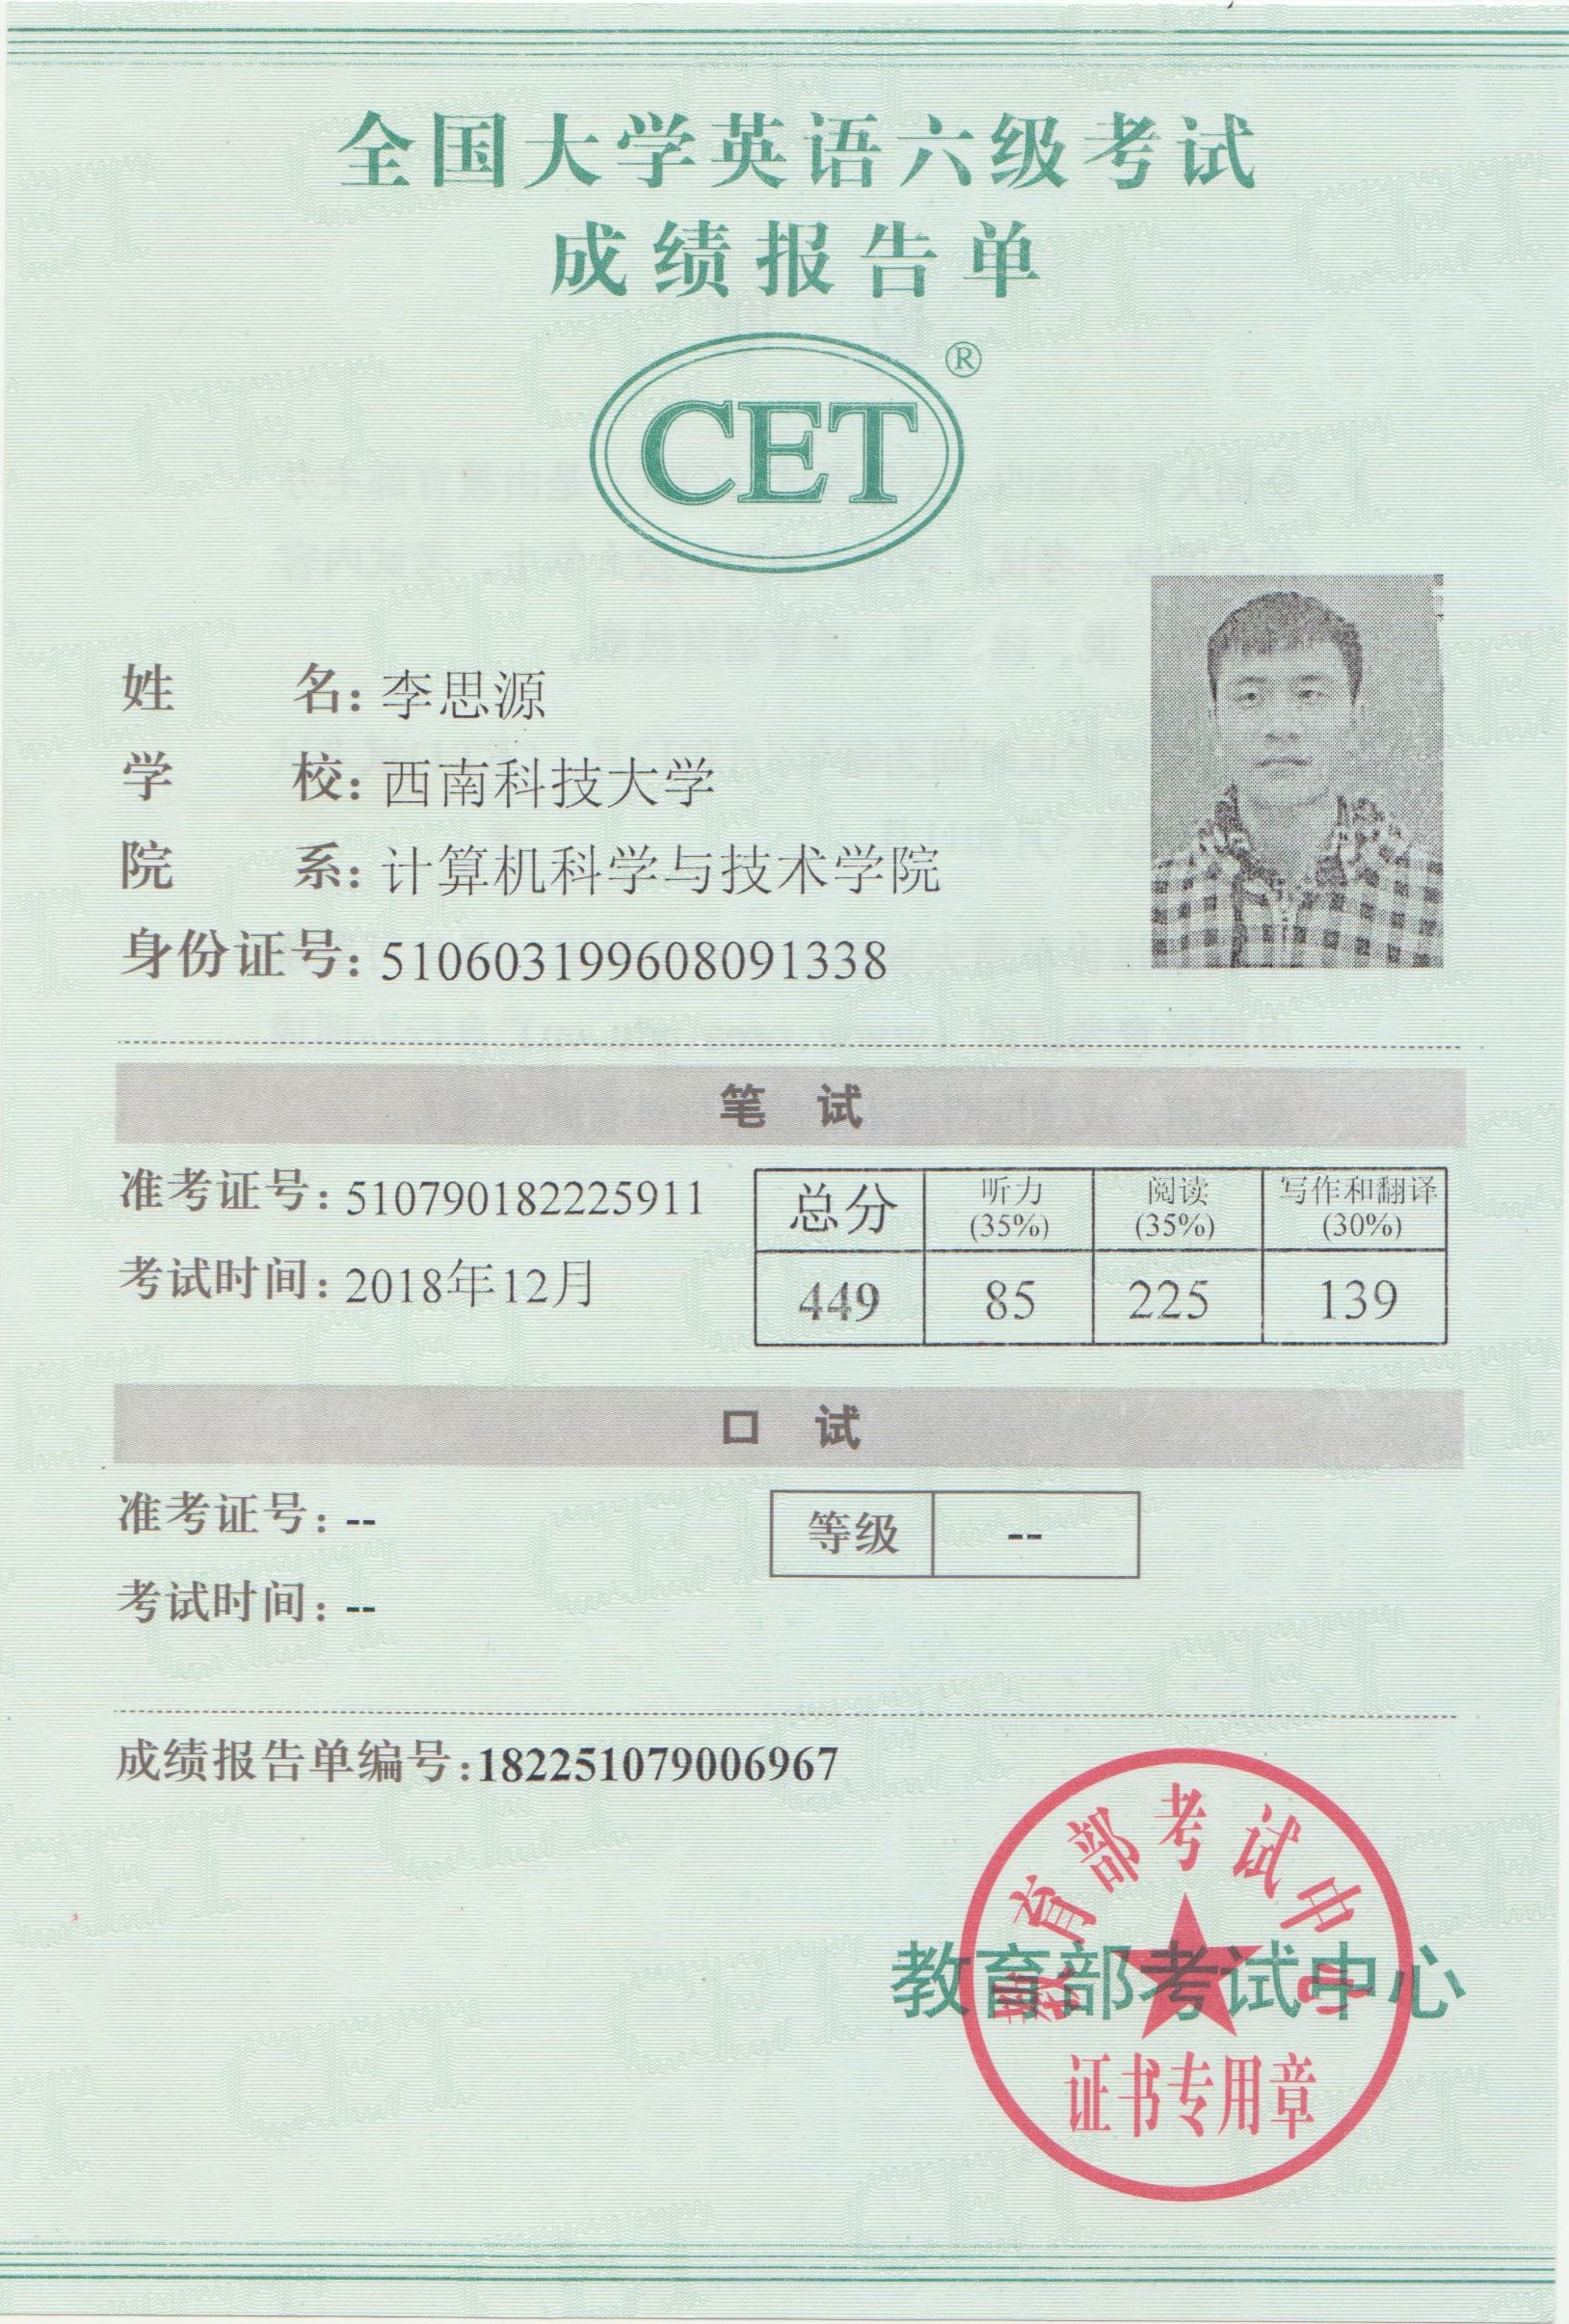 全国大学英语六级考试
成绩报告单
CET®
姓名：李思源
学校：西南科技大学
院系：计算机科学与技术学院
身份证号：510603199608091338
笔试
准考证号：510790182225911
考试时间：2018年12月
总分 听力(35%) 阅读(35%) 写作和翻译(30%)
449 85 225 139
口试
准考证号：--
等级 --
考试时间：--
成绩报告单编号：182251079006967
教育部考试中心
教育部考试中心
证书专用章